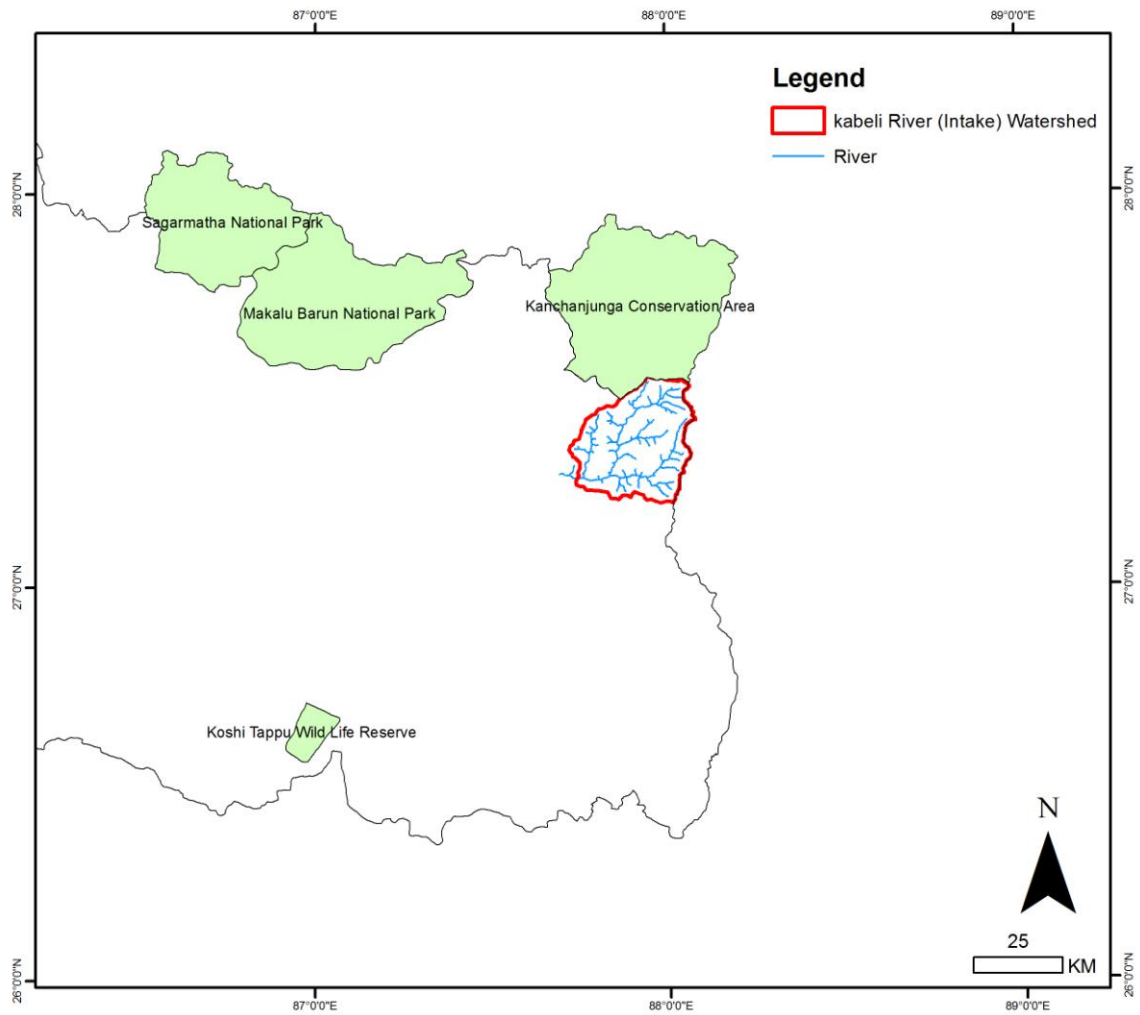 87°0'0"E 88°0'0"E 89°0'0"E
Legend
kabeli River (Intake) Watershed
River
28°0'0"N 28°0'0"N
Sagarmatha National Park
Makalu Barun National Park
Kanchanjunga Conservation Area
27°0'0"N 27°0'0"N
Koshi Tappu Wild Life Reserve
N
25
KM
26°0'0"N 26°0'0"N
87°0'0"E 88°0'0"E 89°0'0"E